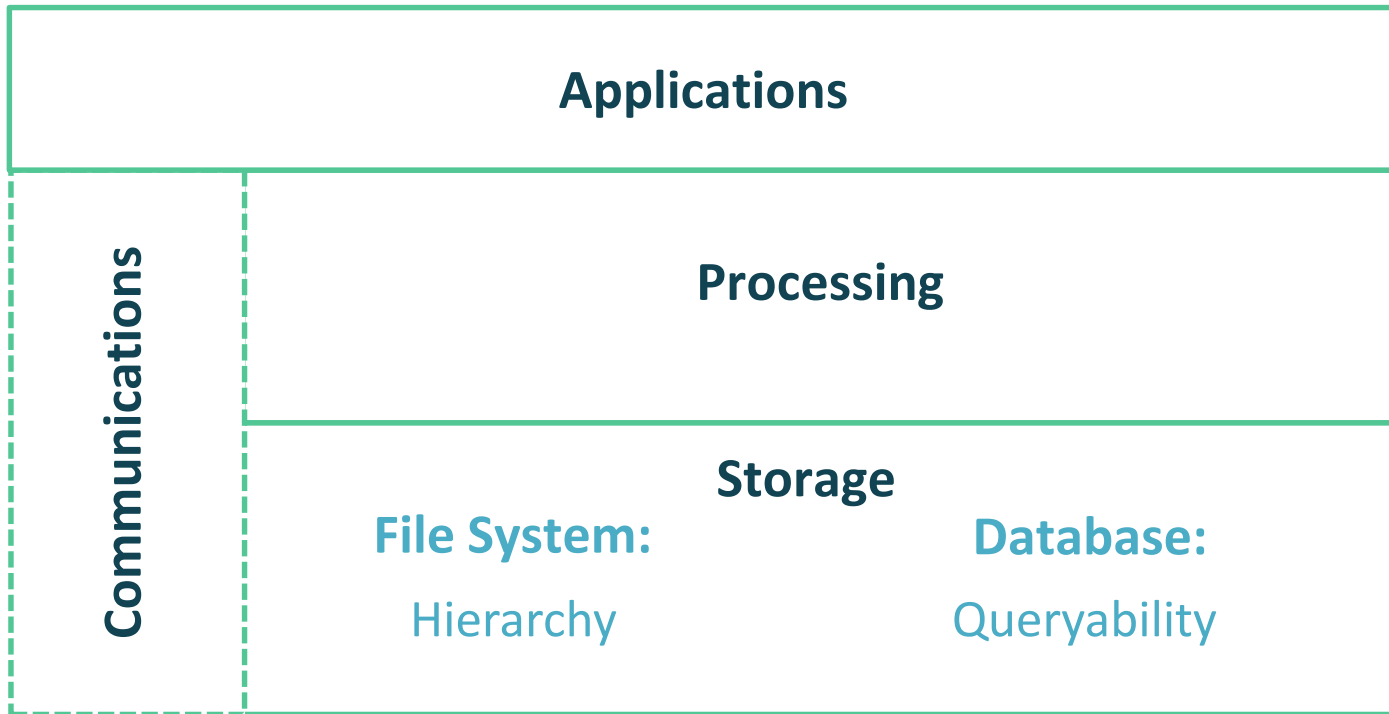 Applications
Communications
Processing
Storage
File System:
Hierarchy
Database:
Queryability